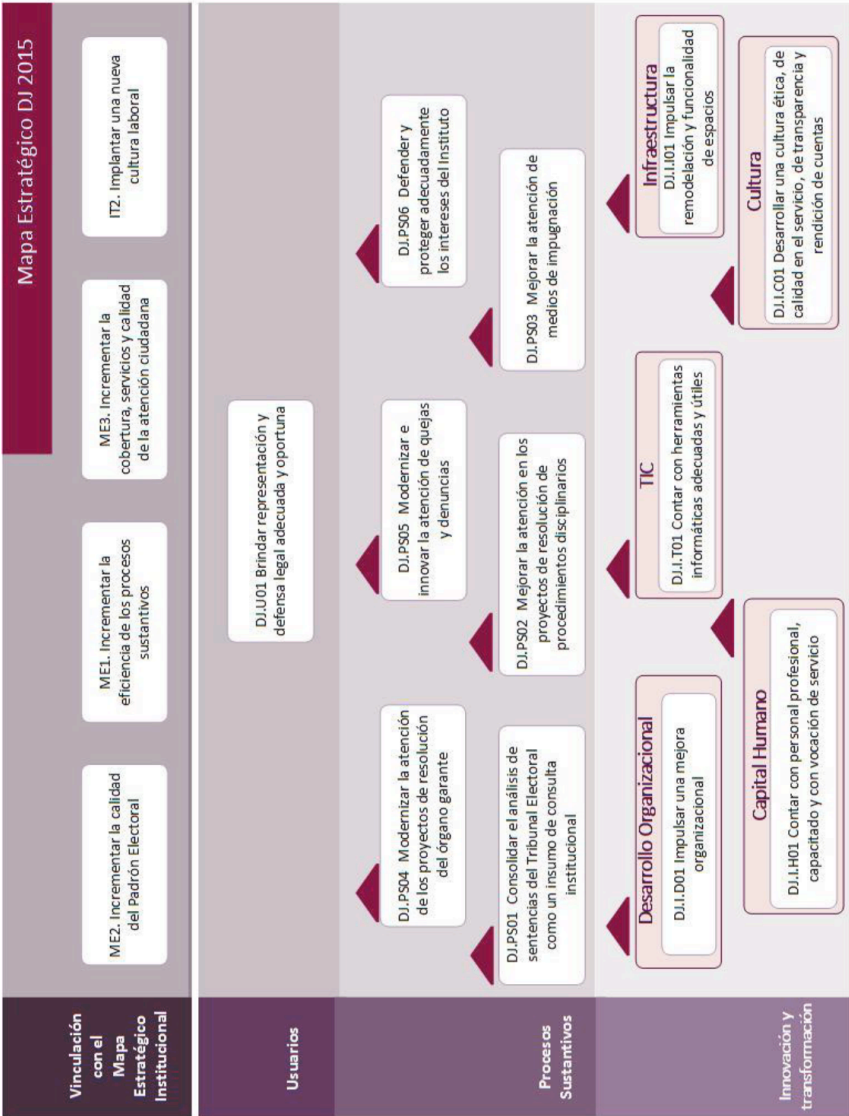 Mapa Estratégico DJ 2015
Vinculación
con el
Mapa
Estratégico
Institucional
ME2. Incrementar la calidad
del Padrón Electoral
ME1. Incrementar la
eficiencia de los procesos
sustantivos
ME3. Incrementar la
cobertura, servicios y calidad
de la atención ciudadana
IT2. Implantar una nueva
cultura laboral
Usuarios
DJ.U01 Brindar representación y
defensa legal adecuada y oportuna
Procesos
Sustantivos
DJ.PS04 Modernizar la atención
de los proyectos de resolución
del órgano garante
DJ.PS05 Modernizar e
innovar la atención de quejas
y denuncias
DJ.PS06 Defender y
proteger adecuadamente
los intereses del Instituto
DJ.PS01 Consolidar el análisis de
sentencias del Tribunal Electoral
como un insumo de consulta
institucional
DJ.PS02 Mejorar la atención en los
proyectos de resolución de
procedimientos disciplinarios
DJ.PS03 Mejorar la atención de
medios de impugnación
Innovación y
transformación
Desarrollo Organizacional
DJ.I.D01 Impulsar una mejora
organizacional
TIC
DJ.I.T01 Contar con herramientas
informáticas adecuadas y útiles
Infraestructura
DJ.I.I01 Impulsar la
remodelación y funcionalidad
de espacios
Capital Humano
DJ.I.H01 Contar con personal profesional,
capacitado y con vocación de servicio
Cultura
DJ.I.C01 Desarrollar una cultura ética, de
calidad en el servicio, de transparencia y
rendición de cuentas